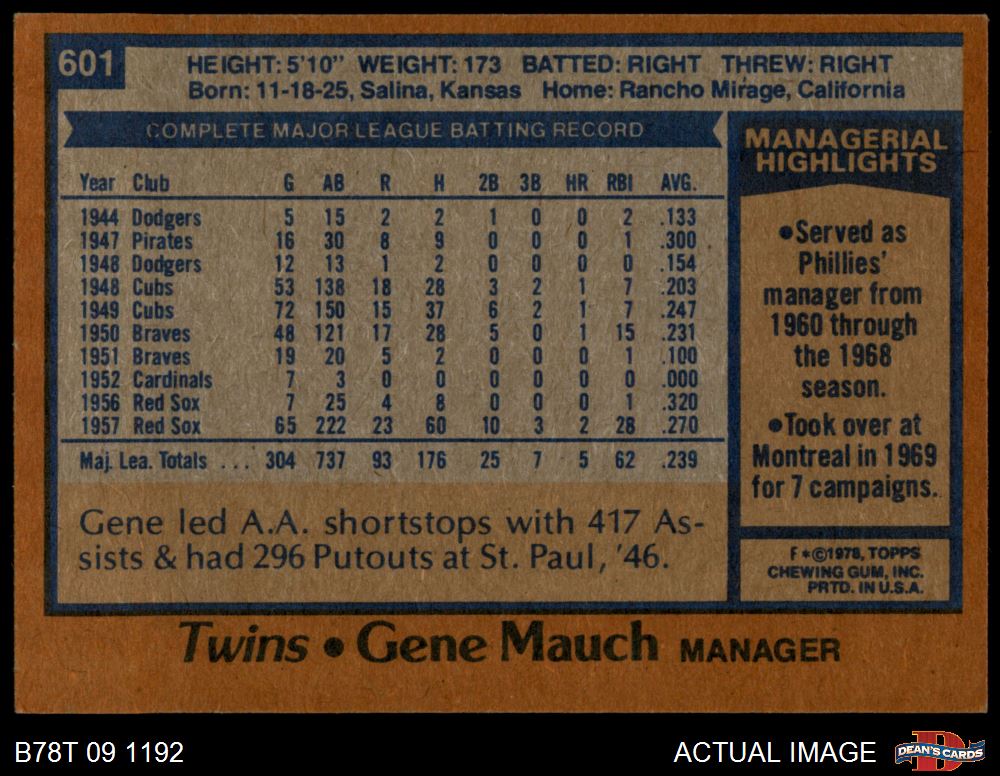 601
HEIGHT: 5'10" WEIGHT: 173 BATTED: RIGHT THREW: RIGHT
Born: 11-18-25, Salina, Kansas Home: Rancho Mirage, California
COMPLETE MAJOR LEAGUE BATTING RECORD
Year Club G AB R H 2B 3B HR RBI AVG.
1944 Dodgers 5 15 2 2 1 0 0 2 .133
1947 Pirates 16 30 8 9 0 0 0 1 .300
1948 Dodgers 12 13 1 2 0 0 0 0 .154
1948 Cubs 53 138 18 28 3 2 1 7 .203
1949 Cubs 72 150 15 37 6 2 1 7 .247
1950 Braves 48 121 17 28 5 0 1 15 .231
1951 Braves 19 20 5 2 0 0 0 1 .100
1952 Cardinals 7 3 0 0 0 0 0 0 .000
1956 Red Sox 7 25 4 8 0 0 0 1 .320
1957 Red Sox 65 222 23 60 10 3 2 28 .270
Maj. Lea. Totals ... 304 737 93 176 25 7 5 62 .239
Gene led A.A. shortstops with 417 As-
sists & had 296 Putouts at St. Paul, '46.
MANAGERIAL
HIGHLIGHTS
•Served as
Phillies'
manager from
1960 through
the 1968
season.
•Took over at
Montreal in 1969
for 7 campaigns.
F*©1978, TOPPS
CHEWING GUM, INC.
PRTD. IN U.S.A.
Twins • Gene Mauch MANAGER
B78T 09 1192
ACTUAL IMAGE
DEAN'S CARDS